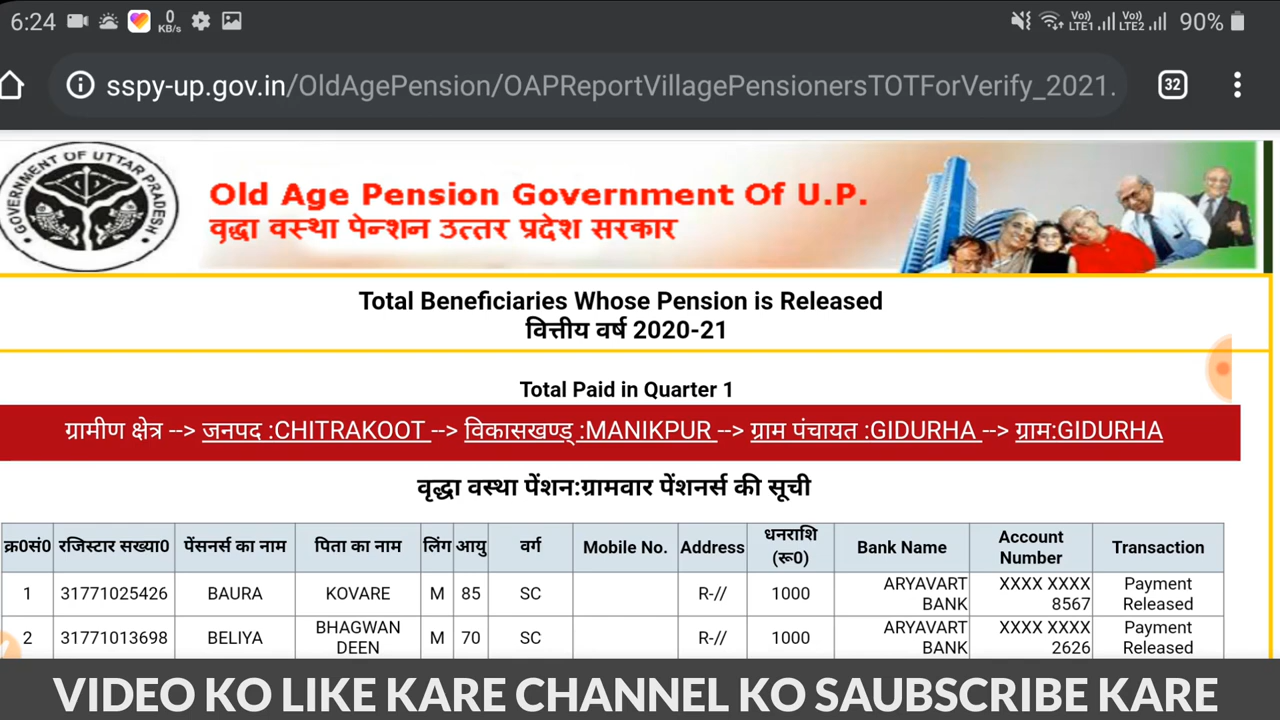 6:24 0 KB/s Vo)) LTE1 Vo)) LTE2 90%
sspy-up.gov.in/OldAgePension/OAPReportVillagePensionersTOTForVerify_2021. 32
GOVERNMENT OF UTTAR PRADESH
Old Age Pension Government Of U.P.
वृद्धा वस्था पेन्शन उत्तर प्रदेश सरकार
Total Beneficiaries Whose Pension is Released
वित्तीय वर्ष 2020-21
Total Paid in Quarter 1
ग्रामीण क्षेत्र --> जनपद :CHITRAKOOT --> विकासखण्ड् :MANIKPUR --> ग्राम पंचायत :GIDURHA --> ग्राम:GIDURHA
वृद्धा वस्था पेंशन:ग्रामवार पेंशनर्स की सूची
क्र0सं0 रजिस्टार सख्या0 पेंसनर्स का नाम पिता का नाम लिंग आयु वर्ग Mobile No. Address धनराशि (रू0) Bank Name Account Number Transaction
1 31771025426 BAURA KOVARE M 85 SC R-// 1000 ARYAVART BANK XXXX XXXX 8567 Payment Released
2 31771013698 BELIYA BHAGWAN DEEN M 70 SC R-// 1000 ARYAVART BANK XXXX XXXX 2626 Payment Released
VIDEO KO LIKE KARE CHANNEL KO SAUBSCRIBE KARE